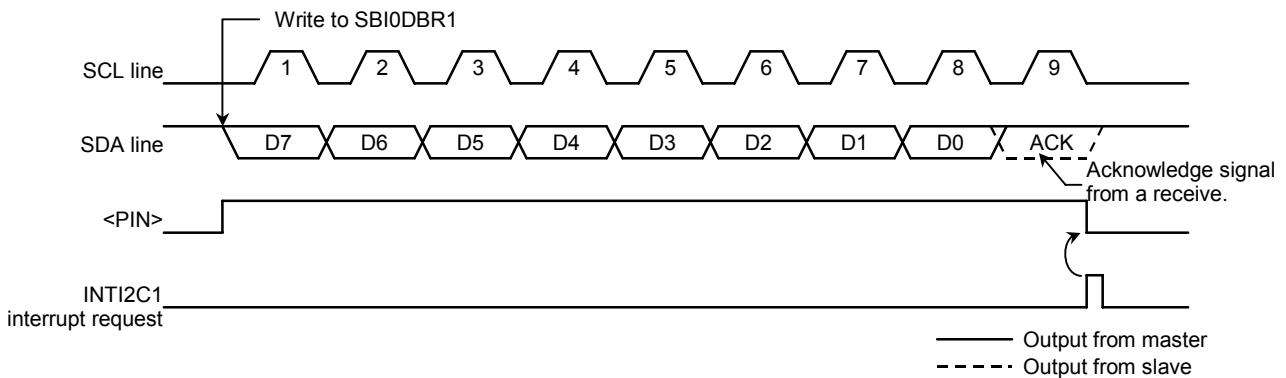 Write to SBI0DBR1
SCL line
1 2 3 4 5 6 7 8 9
SDA line
D7 D6 D5 D4 D3 D2 D1 D0 ACK
Acknowledge signal
from a receive.
<PIN>
INTI2C1
interrupt request
Output from master
Output from slave